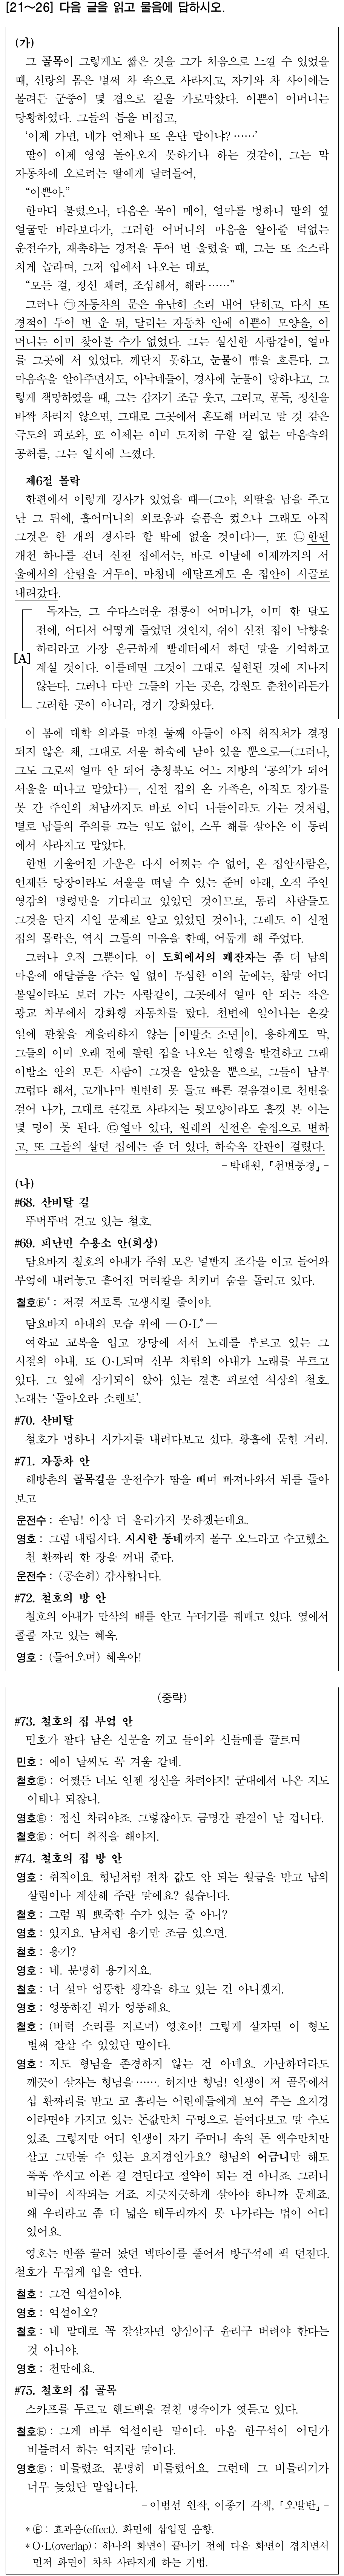 [21～26] 다음 글을 읽고 물음에 답하시오.
(가)
그 골목이 그렇게도 짧은 것을 그가 처음으로 느낄 수 있었을
때, 신랑의 몸은 벌써 차 속으로 사라지고, 자기와 차 사이에는
몰려든 군중이 몇 겹으로 길을 가로막았다. 이쁜이 어머니는
당황하였다. 그들의 틈을 비집고,
‘이제 가면, 네가 언제나 또 온단 말이냐? ……’
딸이 이제 영영 돌아오지 못하기나 하는 것같이, 그는 막
자동차에 오르려는 딸에게 달려들어,
“이쁜아.”
한마디 불렀으나, 다음은 목이 메어, 얼마를 벙하니 딸의 옆
얼굴만 바라보다가, 그러한 어머니의 마음을 알아줄 턱없는
운전수가, 재촉하는 경적을 두어 번 울렸을 때, 그는 또 소스라
치게 놀라며, 그저 입에서 나오는 대로,
“모든 걸, 정신 채려, 조심해서, 해라 ……”
그러나 ㉠자동차의 문은 유난히 소리 내어 닫히고, 다시 또
경적이 두어 번 운 뒤, 달리는 자동차 안에 이쁜이 모양을, 어
머니는 이미 찾아볼 수가 없었다. 그는 실신한 사람같이, 얼마
를 그곳에 서 있었다. 깨닫지 못하고, 눈물이 뺨을 흐른다. 그
마음속을 알아주면서도, 아낙네들이, 경사에 눈물이 당하냐고, 그
렇게 책망하였을 때, 그는 갑자기 조금 웃고, 그리고, 문득, 정신을
바짝 차리지 않으면, 그대로 그곳에서 혼도해 버리고 말 것 같은
극도의 피로와, 또 이제는 이미 도저히 구할 길 없는 마음속의
공허를, 그는 일시에 느꼈다.
제6절 몰락
한편에서 이렇게 경사가 있었을 때―(그야, 외딸을 남을 주고
난 그 뒤에, 홀어머니의 외로움과 슬픔은 컸으나 그래도 아직
그것은 한 개의 경사라 할 밖에 없을 것이다)―, 또 ㉡한편
개천 하나를 건너 신전 집에서는, 바로 이날에 이제까지의 서
울에서의 살림을 거두어, 마침내 애달프게도 온 집안이 시골로
내려갔다.
[A]
독자는, 그 수다스러운 점룡이 어머니가, 이미 한 달도
전에, 어디서 어떻게 들었던 것인지, 쉬이 신전 집이 낙향을
하리라고 가장 은근하게 빨래터에서 하던 말을 기억하고
계실 것이다. 이를테면 그것이 그대로 실현된 것에 지나지
않는다. 그러나 다만 그들의 가는 곳은, 강원도 춘천이라든가
그러한 곳이 아니라, 경기 강화였다.
이 봄에 대학 의과를 마친 둘째 아들이 아직 취직처가 결정
되지 않은 채, 그대로 서울 하숙에 남아 있을 뿐으로―(그러나,
그도 그로써 얼마 안 되어 충청북도 어느 지방의 ‘공의’가 되어
서울을 떠나고 말았다)―, 신전 집의 온 가족은, 아직도 장가를
못 간 주인의 처남까지도 바로 어디 나들이라도 가는 것처럼,
별로 남들의 주의를 끄는 일도 없이, 스무 해를 살아온 이 동리
에서 사라지고 말았다.
한번 기울어진 가운은 다시 어찌는 수 없어, 온 집안사람은,
언제든 당장이라도 서울을 떠날 수 있는 준비 아래, 오직 주인
영감의 명령만을 기다리고 있었던 것이므로, 동리 사람들도
그것을 단지 시일 문제로 알고 있었던 것이나, 그래도 이 신전
집의 몰락은, 역시 그들의 마음을 한때, 어둡게 해 주었다.
그러나 오직 그뿐이다. 이 도회에서의 패잔자는 좀 더 남의
마음에 애달픔을 주는 일 없이 무심한 이의 눈에는, 참말 어디
볼일이라도 보러 가는 사람같이, 그곳에서 얼마 안 되는 작은
광교 차부에서 강화행 자동차를 탔다. 천변에 일어나는 온갖
일에 관찰을 게을리하지 않는 이발소 소년이, 용하게도 막,
그들의 이미 오래 전에 팔린 집을 나오는 일행을 발견하고 그래
이발소 안의 모든 사람이 그것을 알았을 뿐으로, 그들이 남부
끄럽다 해서, 고개나마 변변히 못 들고 빠른 걸음걸이로 천변을
걸어 나가, 그대로 큰길로 사라지는 뒷모양이라도 흘낏 본 이는
몇 명이 못 된다. ㉢얼마 있다, 원래의 신전은 술집으로 변하
고, 또 그들의 살던 집에는 좀 더 있다, 하숙옥 간판이 걸렸다.
－박태원, 「천변풍경」－
(나)
#68. 산비탈 길
뚜벅뚜벅 걷고 있는 철호.
#69. 피난민 수용소 안(회상)
담요바지 철호의 아내가 주워 모은 널빤지 조각을 이고 들어와
부엌에 내려놓고 흩어진 머리칼을 치키며 숨을 돌리고 있다.
철호Ⓔ* : 저걸 저토록 고생시킬 줄이야.
담요바지 아내의 모습 위에 ―O·L*―
여학교 교복을 입고 강당에 서서 노래를 부르고 있는 그
시절의 아내. 또 O·L되며 신부 차림의 아내가 노래를 부르고
있다. 그 옆에 상기되어 앉아 있는 결혼 피로연 석상의 철호.
노래는 ‘돌아오라 소렌토’.
#70. 산비탈
철호가 멍하니 시가지를 내려다보고 섰다. 황홀에 묻힌 거리.
#71. 자동차 안
해방촌의 골목길을 운전수가 땀을 빼며 빠져나와서 뒤를 돌아
보고
운전수 : 손님! 이상 더 올라가지 못하겠는데요.
영호 : 그럼 내립시다. 시시한 동네까지 몰구 오느라고 수고했소.
천 환짜리 한 장을 꺼내 준다.
운전수 : (공손히) 감사합니다.
#72. 철호의 방 안
철호의 아내가 만삭의 배를 안고 누더기를 꿰매고 있다. 옆에서
콜콜 자고 있는 혜옥.
영호 : (들어오며) 혜옥아!
(중략)
#73. 철호의 집 부엌 안
민호가 팔다 남은 신문을 끼고 들어와 신들메를 끌르며
민호 : 에이 날씨도 꼭 겨울 같네.
철호Ⓔ : 어쨌든 너도 인젠 정신을 차려야지! 군대에서 나온 지도
이태나 되잖니.
영호Ⓔ : 정신 차려야죠. 그렇잖아도 금명간 판결이 날 겁니다.
철호Ⓔ : 어디 취직을 해야지.
#74. 철호의 집 방 안
영호 : 취직이요. 형님처럼 전차 값도 안 되는 월급을 받고 남의
살림이나 계산해 주란 말에요? 싫습니다.
철호 : 그럼 뭐 뾰죽한 수가 있는 줄 아니?
영호 : 있지요. 남처럼 용기만 조금 있으면.
철호 : 용기?
영호 : 네. 분명히 용기지요.
철호 : 너 설마 엉뚱한 생각을 하고 있는 건 아니겠지.
영호 : 엉뚱하긴 뭐가 엉뚱해요.
철호 : (버럭 소리를 지르며) 영호야! 그렇게 살자면 이 형도
벌써 잘살 수 있었단 말이다.
영호 : 저도 형님을 존경하지 않는 건 아녜요. 가난하더라도
깨끗이 살자는 형님을……. 허지만 형님! 인생이 저 골목에서
십 환짜리를 받고 코 흘리는 어린애들에게 보여 주는 요지경
이라면야 가지고 있는 돈값만치 구멍으로 들여다보고 말 수도
있죠. 그렇지만 어디 인생이 자기 주머니 속의 돈 액수만치만
살고 그만둘 수 있는 요지경인가요? 형님의 어금니만 해도
푹푹 쑤시고 아픈 걸 견딘다고 절약이 되는 건 아니죠. 그러니
비극이 시작되는 거죠. 지긋지긋하게 살아야 하니까 문제죠.
왜 우리라고 좀 더 넓은 테두리까지 못 나가라는 법이 어디
있어요.
영호는 반쯤 끌러 놨던 넥타이를 풀어서 방구석에 픽 던진다.
철호가 무겁게 입을 연다.
철호 : 그건 억설이야.
영호 : 억설이오?
철호 : 네 말대로 꼭 잘살자면 양심이구 윤리구 버려야 한다는
것 아니야.
영호 : 천만에요.
#75. 철호의 집 골목
스카프를 두르고 핸드백을 걸친 명숙이가 엿듣고 있다.
철호Ⓔ : 그게 바루 억설이란 말이다. 마음 한구석이 어딘가
비틀려서 하는 억지란 말이다.
영호Ⓔ : 비틀렸죠. 분명히 비틀렸어요. 그런데 그 비틀리기가
너무 늦었단 말입니다.
－이범선 원작, 이종기 각색, 「오발탄」－
* Ⓔ : 효과음(effect). 화면에 삽입된 음향.
* O·L(overlap) : 하나의 화면이 끝나기 전에 다음 화면이 겹치면서
먼저 화면이 차차 사라지게 하는 기법.